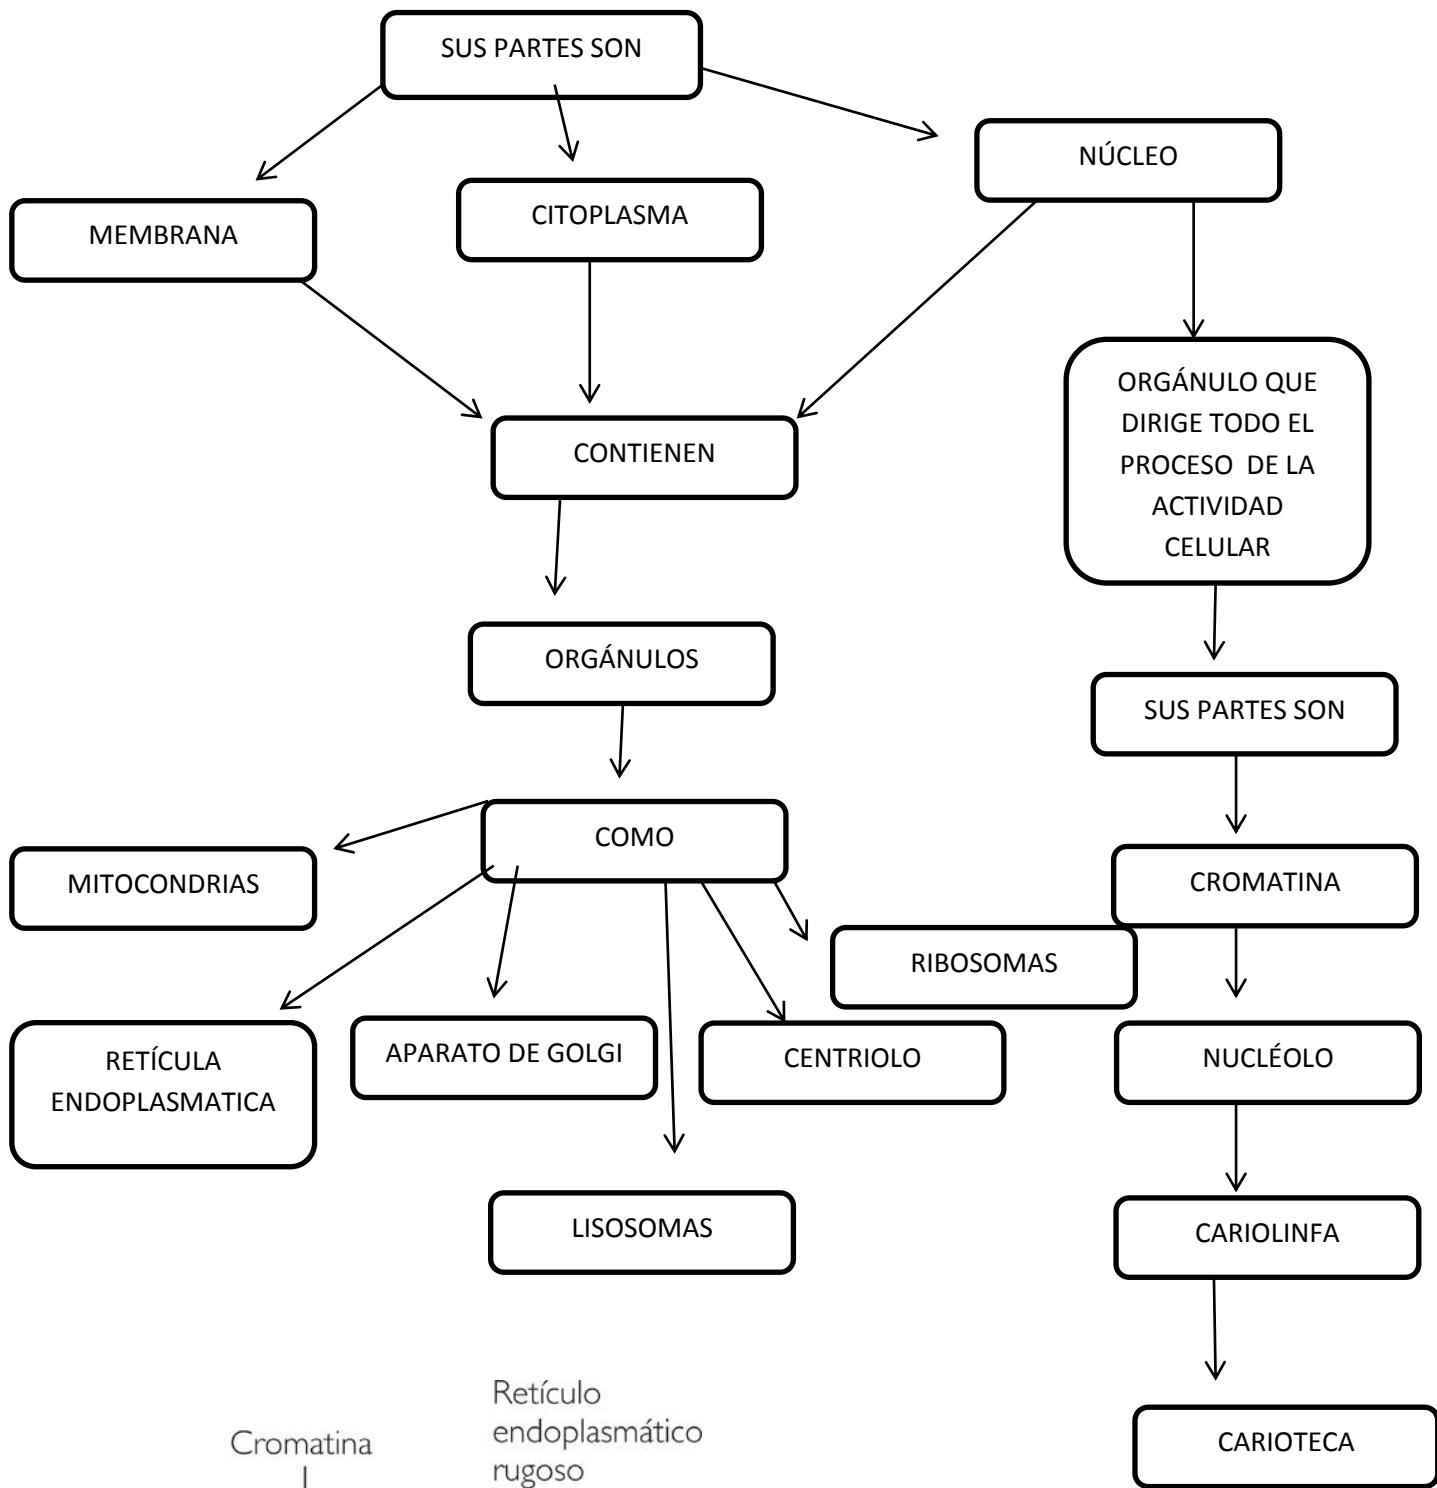 SUS PARTES SON
NÚCLEO
CITOPLASMA
MEMBRANA
ORGÁNULO QUE
DIRIGE TODO EL
PROCESO DE LA
ACTIVIDAD
CELULAR
CONTIENEN
ORGÁNULOS
SUS PARTES SON
COMO
MITOCONDRIAS
CROMATINA
RIBOSOMAS
RETÍCULA
ENDOPLASMATICA
APARATO DE GOLGI
CENTRIOLO
NUCLÉOLO
LISOSOMAS
CARIOLINFA
CARIOTECA
Cromatina
Retículo
endoplasmático
rugoso